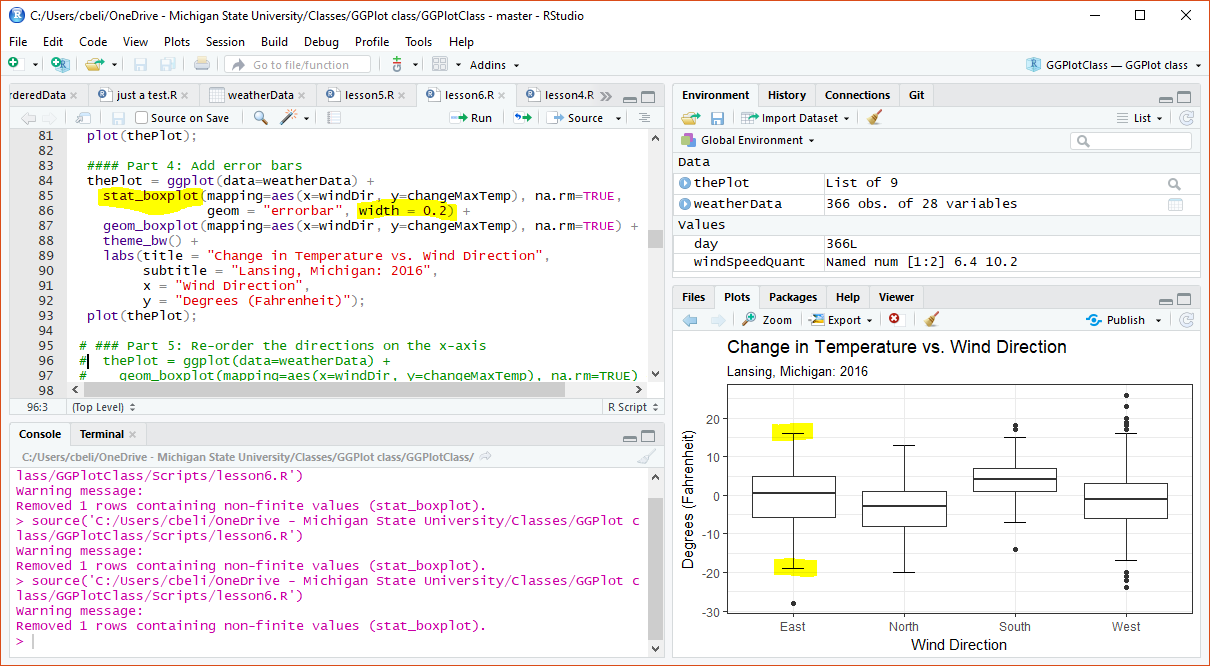 C:/Users/cbeli/OneDrive - Michigan State University/Classes/GGPlot class/GGPlotClass - master - RStudio
File Edit Code View Plots Session Build Debug Profile Tools Help
Go to file/function Addins GGPlotClass — GGPlot class
rderedData just a test.R weatherData lesson5.R lesson6.R lesson4.R
Source on Save Run Source
81 plot(thePlot);
82
83 #### Part 4: Add error bars
84 thePlot = ggplot(data=weatherData) +
85 stat_boxplot(mapping=aes(x=windDir, y=changeMaxTemp), na.rm=TRUE,
86 geom = "errorbar", width = 0.2) +
87 geom_boxplot(mapping=aes(x=windDir, y=changeMaxTemp), na.rm=TRUE) +
88 theme_bw() +
89 labs(title = "Change in Temperature vs. Wind Direction",
90 subtitle = "Lansing, Michigan: 2016",
91 x = "Wind Direction",
92 y = "Degrees (Fahrenheit)");
93 plot(thePlot);
94
95 # ### Part 5: Re-order the directions on the x-axis
96 # thePlot = ggplot(data=weatherData) +
97 # geom_boxplot(mapping=aes(x=windDir, y=changeMaxTemp), na.rm=TRUE)
98
96:3 (Top Level) R Script
Console Terminal
C:/Users/cbeli/OneDrive - Michigan State University/Classes/GGPlot class/GGPlotClass/
lass/GGPlotClass/Scripts/lesson6.R')
Warning message:
Removed 1 rows containing non-finite values (stat_boxplot).
> source('C:/Users/cbeli/OneDrive - Michigan State University/Classes/GGPlot c
lass/GGPlotClass/Scripts/lesson6.R')
Warning message:
Removed 1 rows containing non-finite values (stat_boxplot).
> source('C:/Users/cbeli/OneDrive - Michigan State University/Classes/GGPlot c
lass/GGPlotClass/Scripts/lesson6.R')
Warning message:
Removed 1 rows containing non-finite values (stat_boxplot).
>
Environment History Connections Git
Import Dataset List
Global Environment
Data
thePlot List of 9
weatherData 366 obs. of 28 variables
Values
day 366L
windSpeedQuant Named num [1:2] 6.4 10.2
Files Plots Packages Help Viewer
Zoom Export Publish
Change in Temperature vs. Wind Direction
Lansing, Michigan: 2016
Degrees (Fahrenheit)
20
10
0
-10
-20
-30
East North South West
Wind Direction